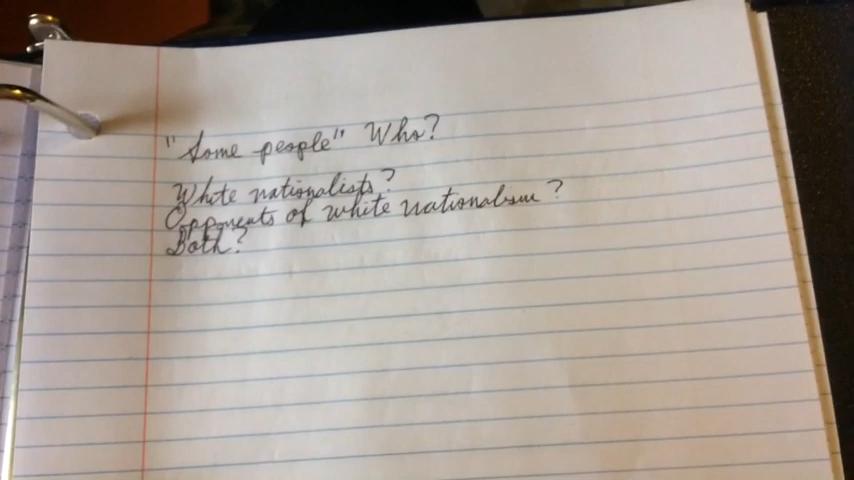 "Some people" Who?
White nationalists?
Opponents of white nationalism?
Both?